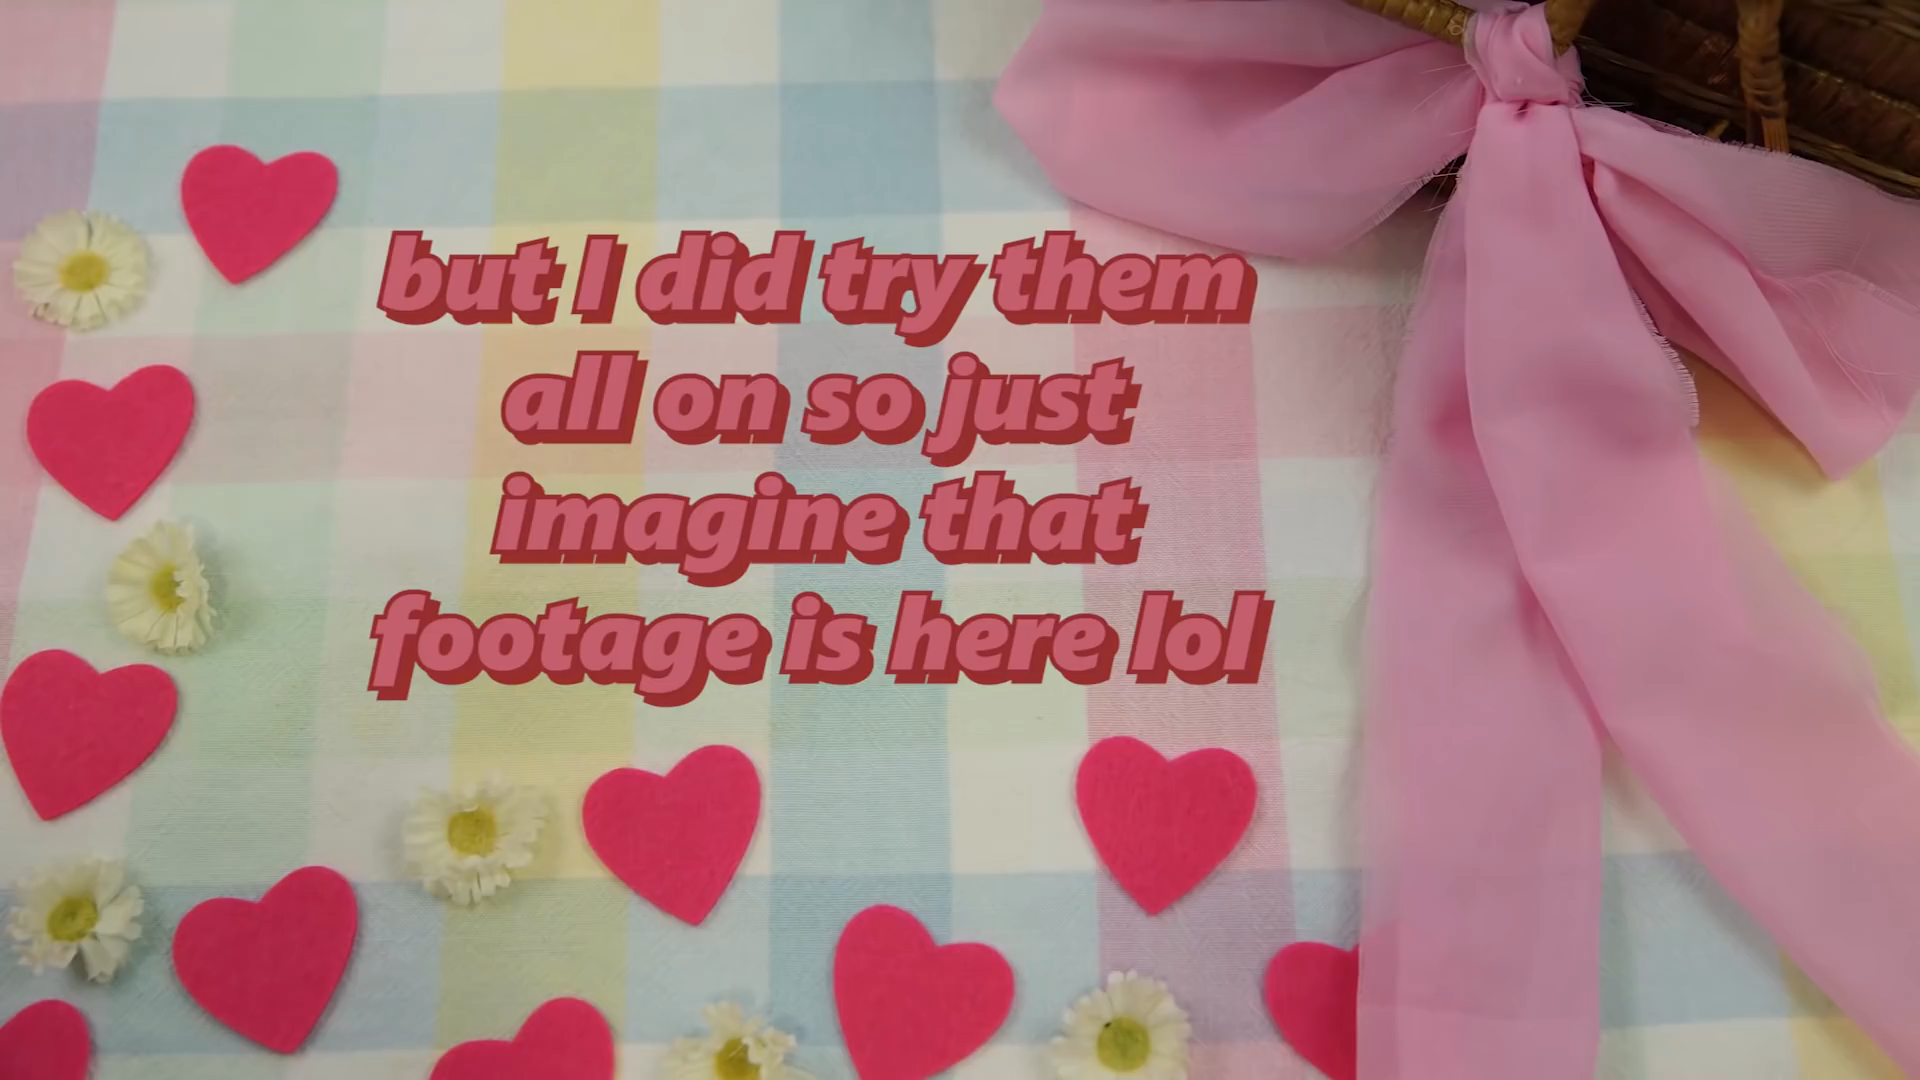 but I did try them
all on so just
imagine that
footage is here lol